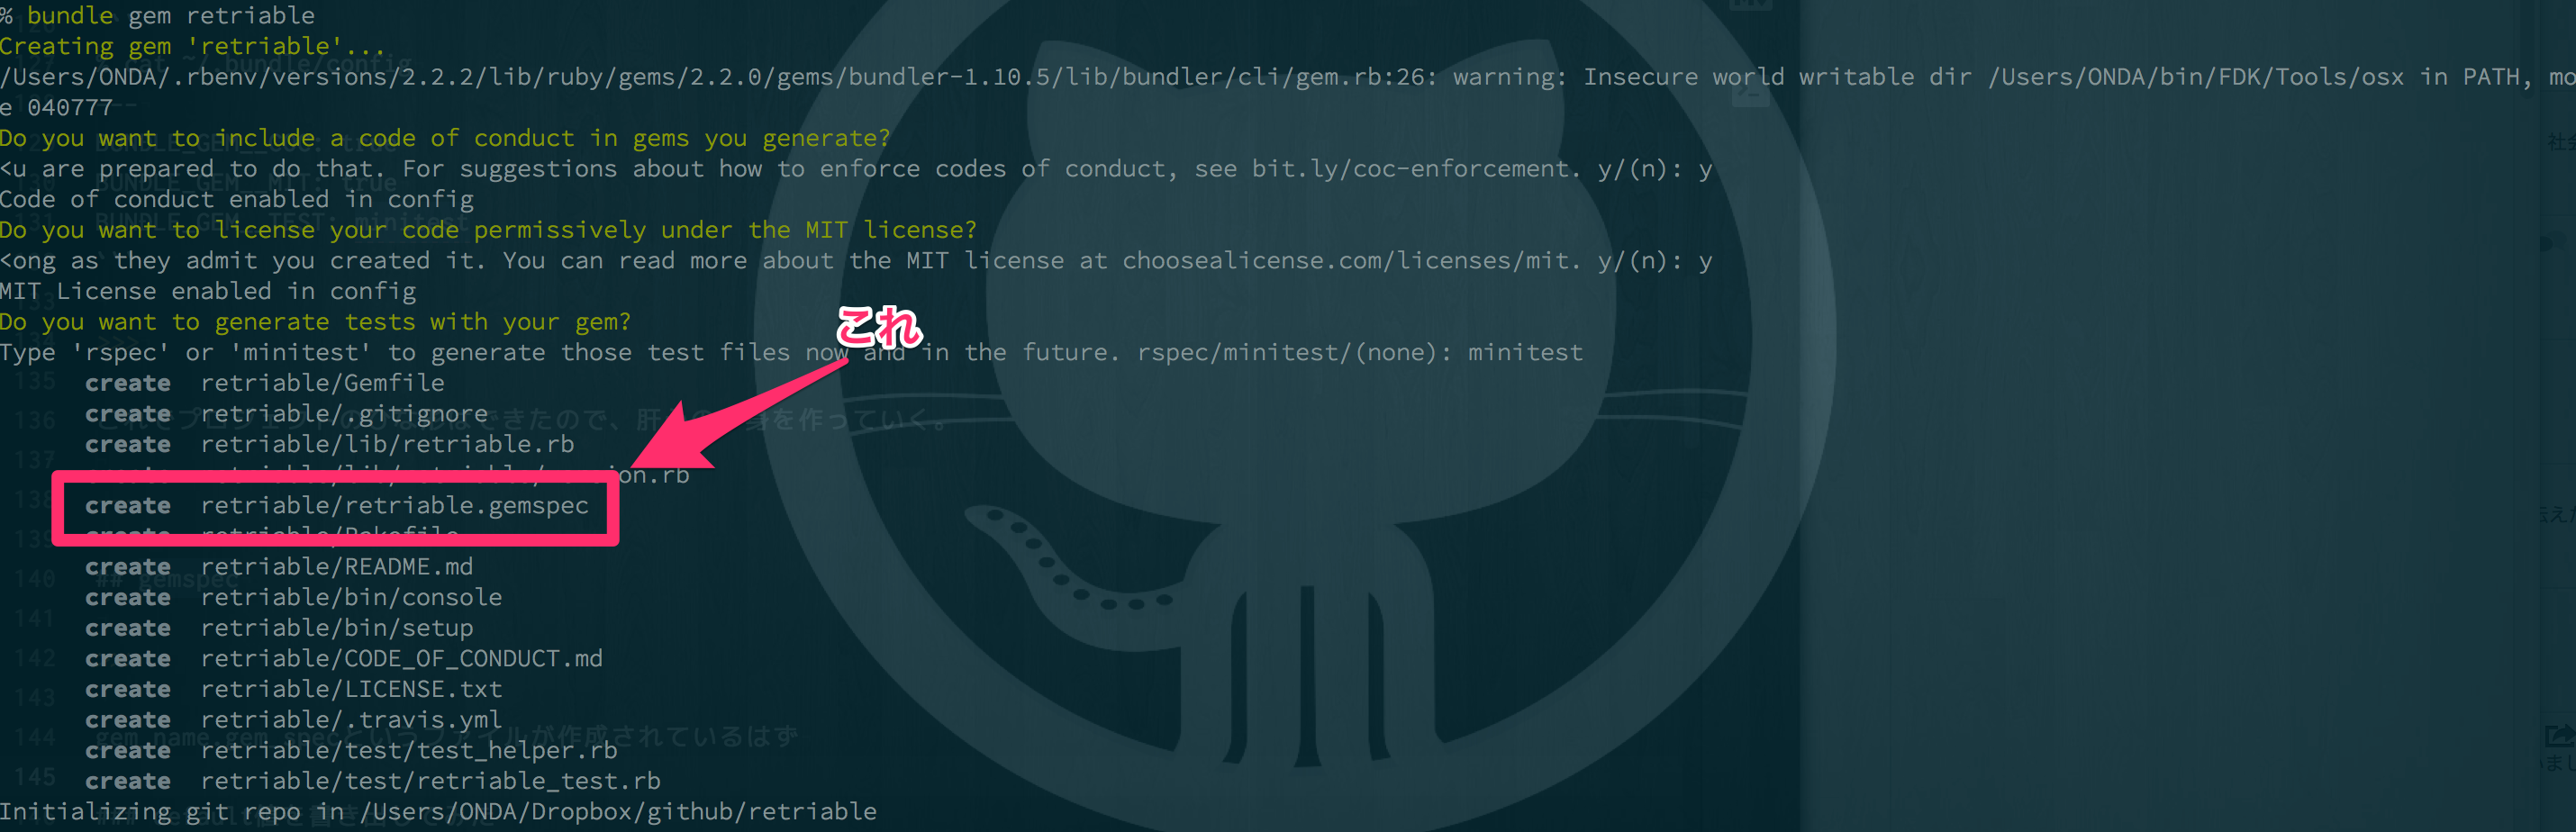 % bundle gem retriable
Creating gem 'retriable'...
/Users/ONDA/.rbenv/versions/2.2.2/lib/ruby/gems/2.2.0/gems/bundler-1.10.5/lib/bundler/cli/gem.rb:26: warning: Insecure world writable dir /Users/ONDA/bin/FDK/Tools/osx in PATH, mo
e 040777
Do you want to include a code of conduct in gems you generate?
<u are prepared to do that. For suggestions about how to enforce codes of conduct, see bit.ly/coc-enforcement. y/(n): y
Code of conduct enabled in config
Do you want to license your code permissively under the MIT license?
<ong as they admit you created it. You can read more about the MIT license at choosealicense.com/licenses/mit. y/(n): y
MIT License enabled in config
Do you want to generate tests with your gem?
これ
Type 'rspec' or 'minitest' to generate those test files now and in the future. rspec/minitest/(none): minitest
create retriable/Gemfile
create retriable/.gitignore
create retriable/lib/retriable.rb
on.rb
create retriable/retriable.gemspec
create retriable/README.md
create retriable/bin/console
create retriable/bin/setup
create retriable/CODE_OF_CONDUCT.md
create retriable/LICENSE.txt
create retriable/.travis.yml
create retriable/test/test_helper.rb
create retriable/test/retriable_test.rb
Initializing git repo in /Users/ONDA/Dropbox/github/retriable